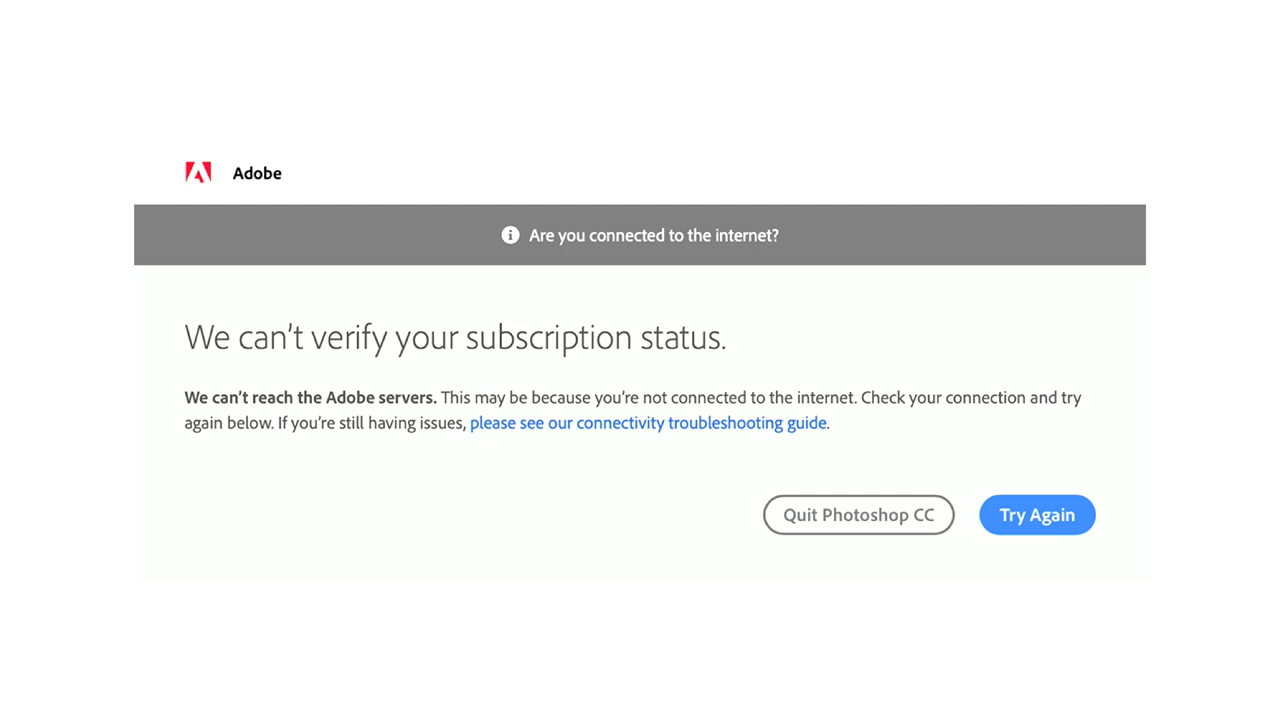 Adobe
Are you connected to the internet?
We can't verify your subscription status.
We can't reach the Adobe servers. This may be because you're not connected to the internet. Check your connection and try
again below. If you're still having issues, please see our connectivity troubleshooting guide.
Quit Photoshop CC
Try Again